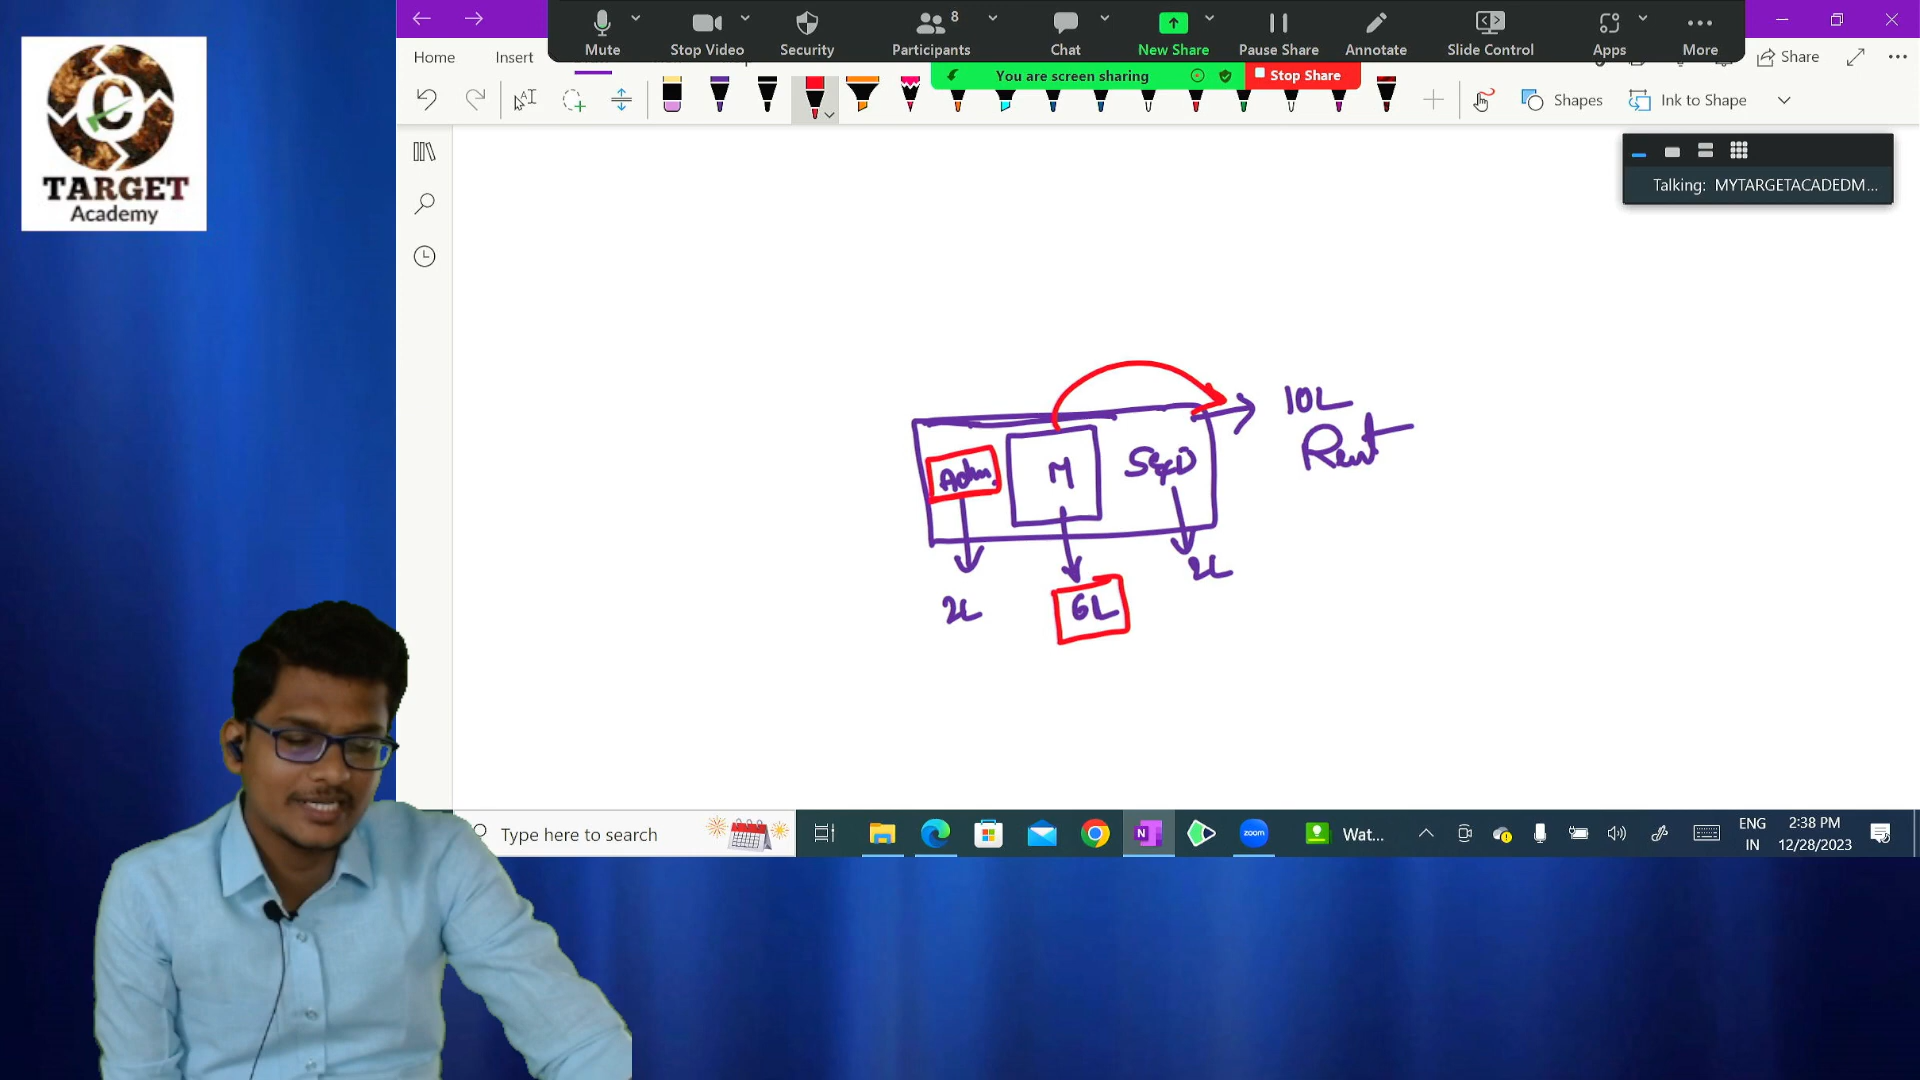 TARGET
Academy
Mute
Stop Video
Security
Participants
8
Chat
New Share
Pause Share
Annotate
Slide Control
Apps
More
You are screen sharing
Stop Share
Home
Insert
Share
Shapes
Ink to Shape
Talking: MYTARGETACADEDM...
10L
Rent
Adm.
M
S&D
2L
6L
2L
Type here to search
zoom
Wat...
ENG
IN
2:38 PM
12/28/2023